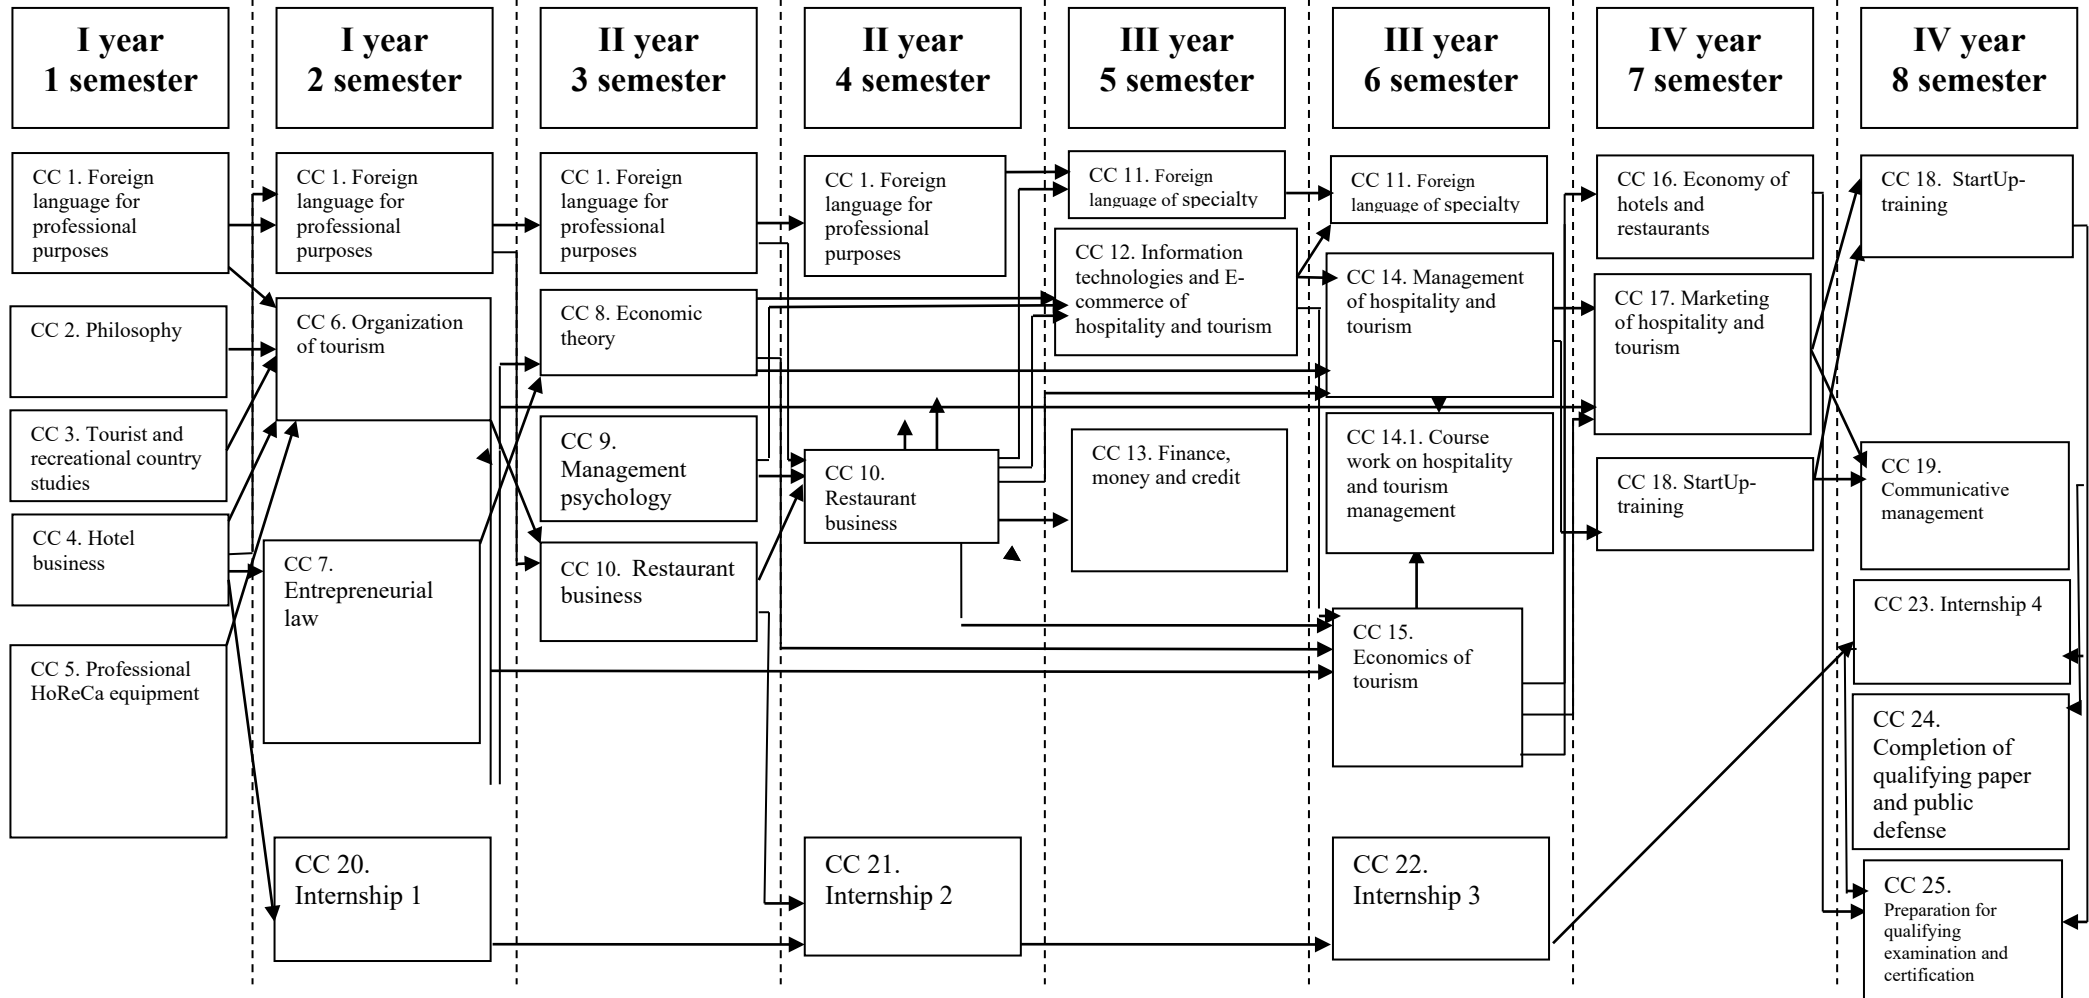 I year
1 semester
I year
2 semester
II year
3 semester
II year
4 semester
III year
5 semester
III year
6 semester
IV year
7 semester
IV year
8 semester
CC 1. Foreign
language for
professional
purposes
CC 2. Philosophy
CC 3. Tourist and
recreational country
studies
CC 4. Hotel
business
CC 5. Professional
HoReCa equipment
CC 1. Foreign
language for
professional
purposes
CC 6. Organization
of tourism
CC 7.
Entrepreneurial
law
CC 20.
Internship 1
CC 1. Foreign
language for
professional
purposes
CC 8. Economic
theory
CC 9.
Management
psychology
CC 10. Restaurant
business
CC 1. Foreign
language for
professional
purposes
CC 10.
Restaurant
business
CC 21.
Internship 2
CC 11. Foreign
language of specialty
CC 12. Information
technologies and E-
commerce of
hospitality and tourism
CC 13. Finance,
money and credit
CC 11. Foreign
language of specialty
CC 14. Management
of hospitality and
tourism
CC 14.1. Course
work on hospitality
and tourism
management
CC 15.
Economics of
tourism
CC 22.
Internship 3
CC 16. Economy of
hotels and
restaurants
CC 17. Marketing
of hospitality and
tourism
CC 18. StartUp-
training
CC 18. StartUp-
training
CC 19.
Communicative
management
CC 23. Internship 4
CC 24.
Completion of
qualifying paper
and public
defense
CC 25.
Preparation for
qualifying
examination and
certification